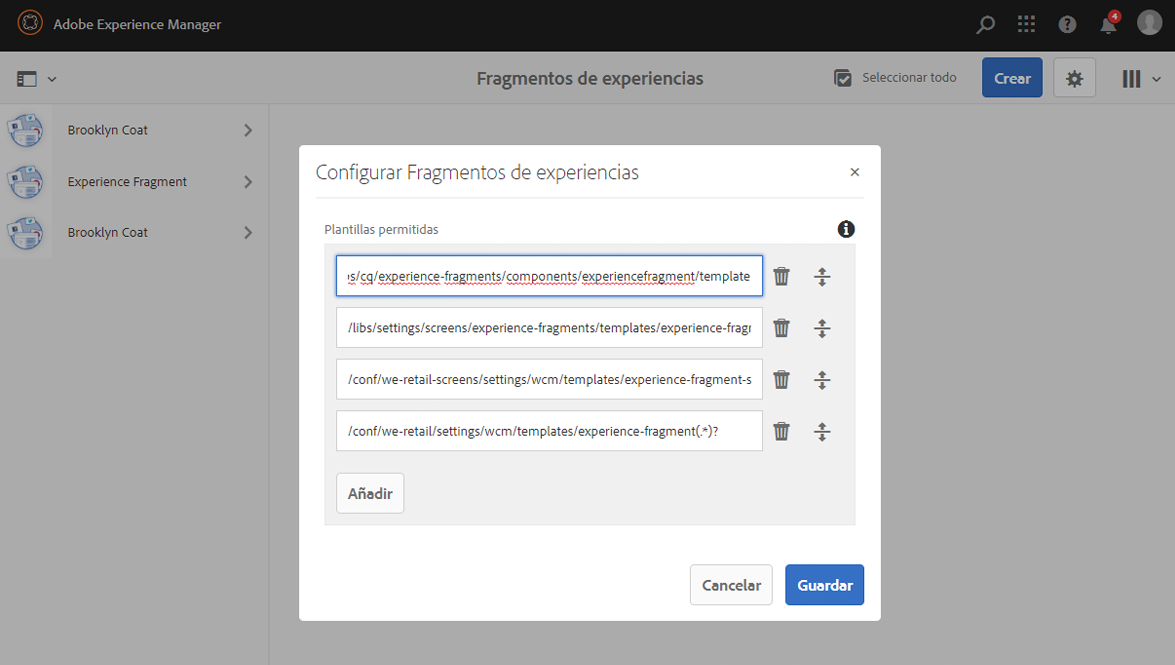 Adobe Experience Manager
4
Fragmentos de experiencias
Seleccionar todo
Crear
Brooklyn Coat
Experience Fragment
Brooklyn Coat
Configurar Fragmentos de experiencias
×
Plantillas permitidas
s/cq/experience-fragments/components/experiencefragment/template
/libs/settings/screens/experience-fragments/templates/experience-fragm
/conf/we-retail-screens/settings/wcm/templates/experience-fragment-s
/conf/we-retail/settings/wcm/templates/experience-fragment(.*)?
Añadir
Cancelar
Guardar